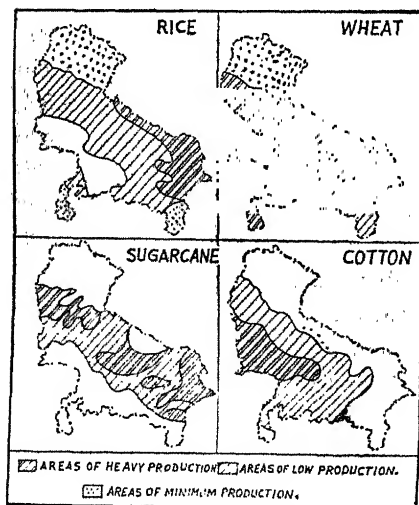 RICE
WHEAT
SUGARCANE
COTTON
AREAS OF HEAVY PRODUCTION AREAS OF LOW PRODUCTION.
AREAS OF MINIMUM PRODUCTION.